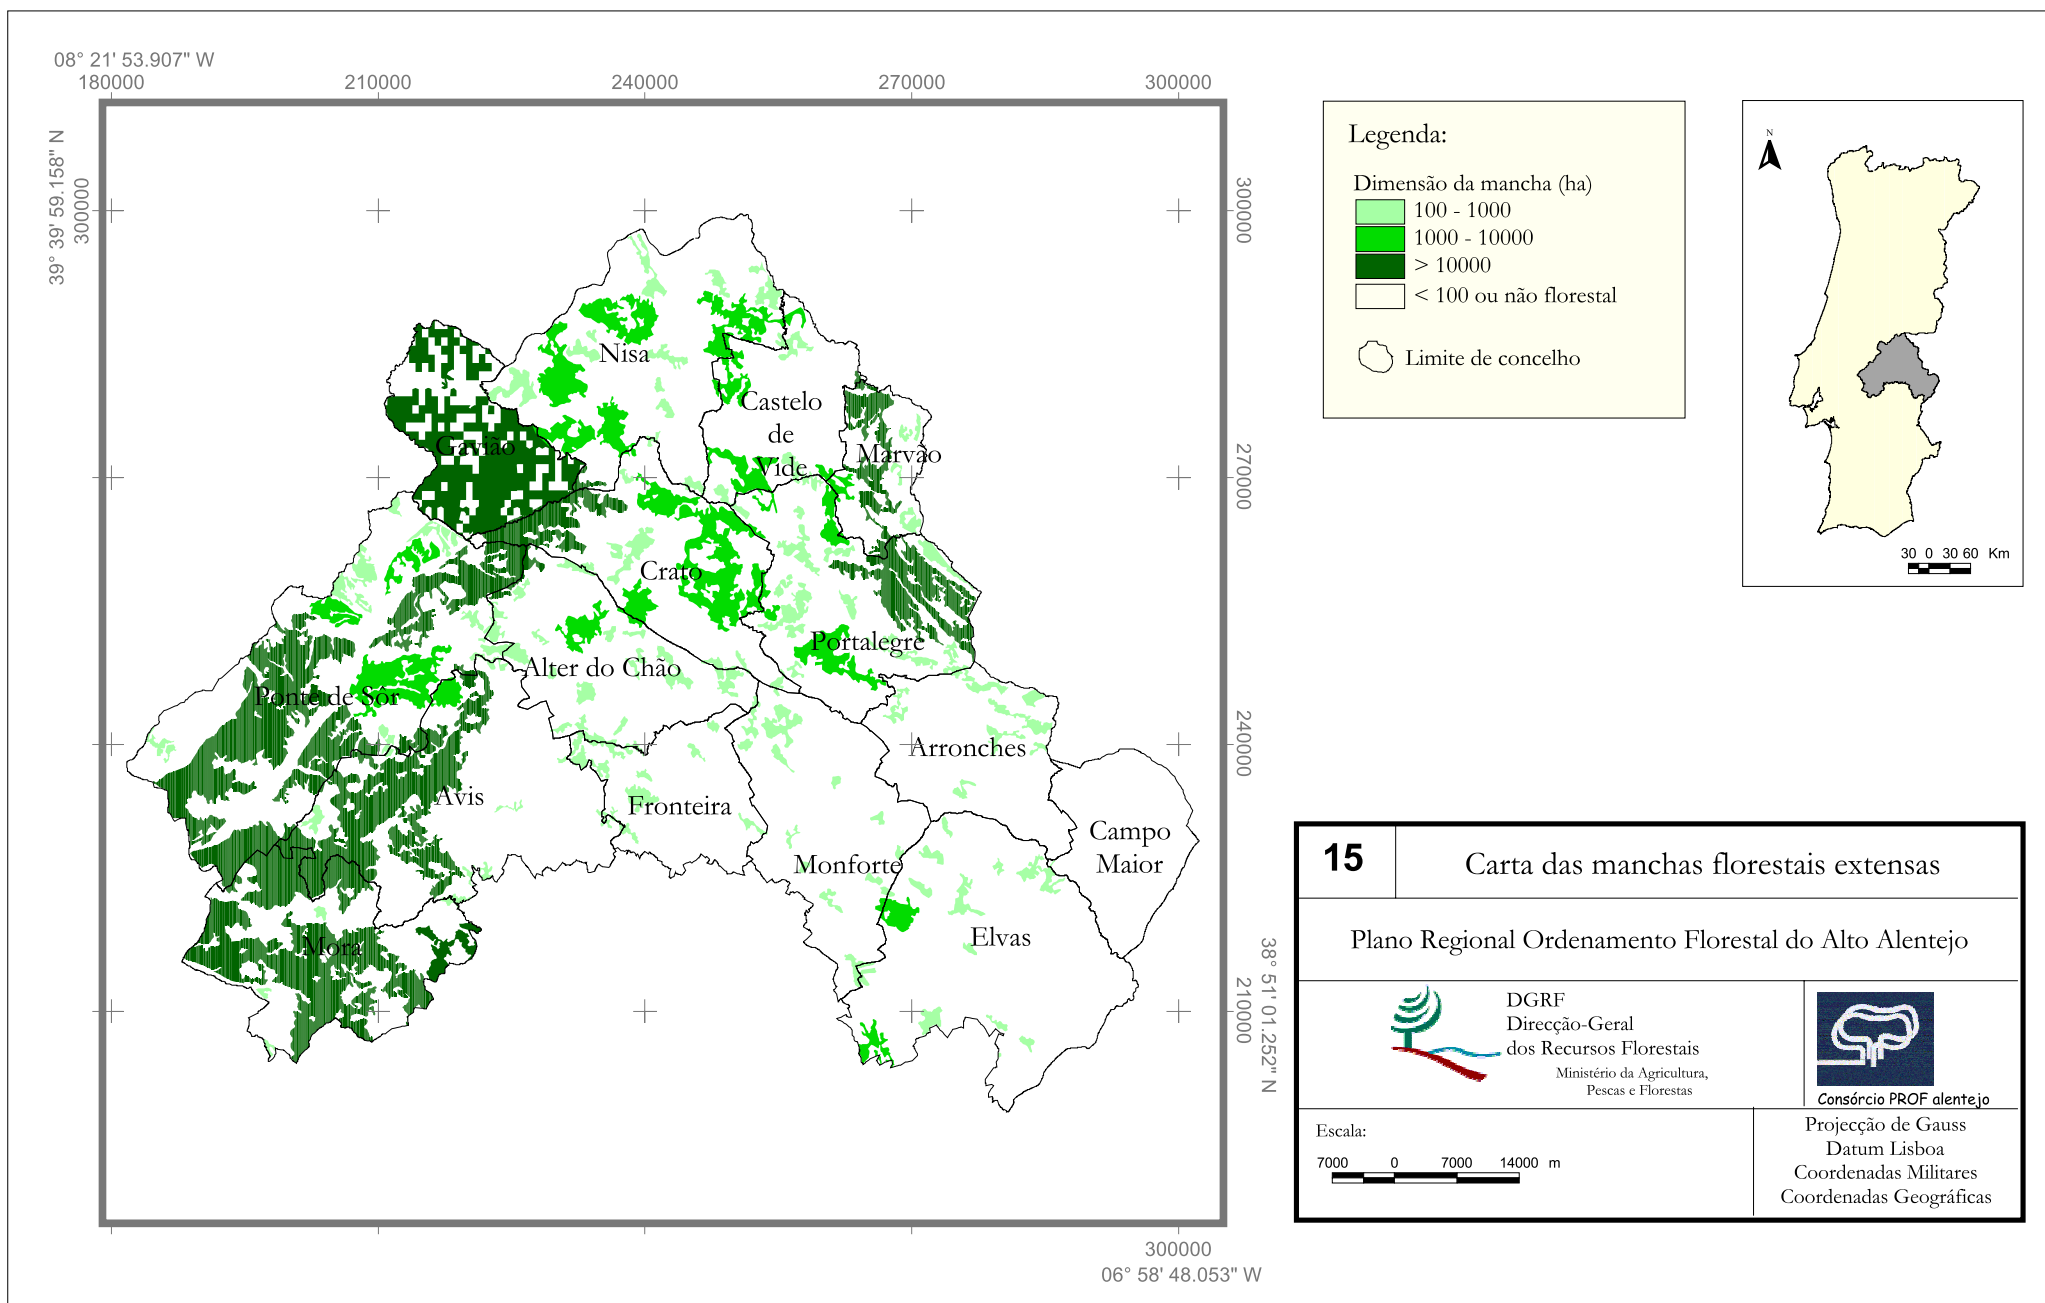 08° 21' 53.907" W
180000
210000
240000
270000
300000
39° 39' 59.158" N
300000
300000
270000
240000
210000
38° 51' 01.252" N
300000
06° 58' 48.053" W
Nisa
Castelo
de
Vide
Marvão
Gavião
Crato
Portalegre
Alter do Chão
Ponte de Sôr
Arronches
Avis
Fronteira
Campo
Maior
Monforte
Elvas
Mora
Legenda:
Dimensão da mancha (ha)
100 - 1000
1000 - 10000
> 10000
< 100 ou não florestal
Limite de concelho
N
30 0 30 60 Km
15
Carta das manchas florestais extensas
Plano Regional Ordenamento Florestal do Alto Alentejo
DGRF
Direcção-Geral
dos Recursos Florestais
Ministério da Agricultura,
Pescas e Florestas
Consórcio PROF alentejo
Escala:
7000 0 7000 14000 m
Projecção de Gauss
Datum Lisboa
Coordenadas Militares
Coordenadas Geográficas